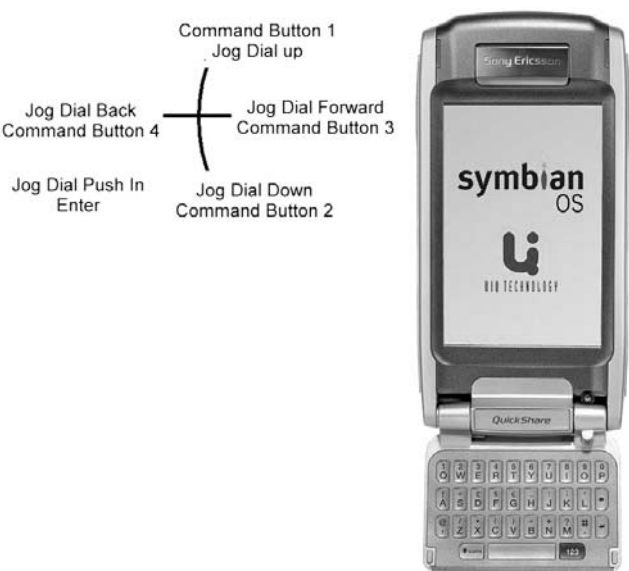 Command Button 1
Jog Dial up
Jog Dial Back
Command Button 4
Jog Dial Forward
Command Button 3
Jog Dial Push In
Enter
Jog Dial Down
Command Button 2
Sony Ericsson
symbian
OS
UIQ TECHNOLOGY
QuickShare
Q W E R T Y U I O P
A S D F G H J K L
Z X C V B N M
123